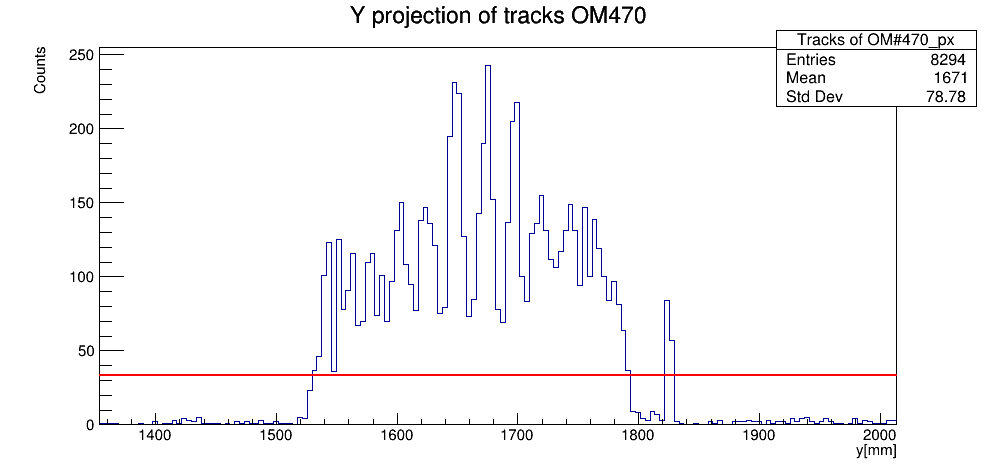 Y projection of tracks OM470
Tracks of OM#470_px
Entries 8294
Mean 1671
Std Dev 78.78
Counts
250
200
150
100
50
0
1400 1500 1600 1700 1800 1900 2000
y[mm]